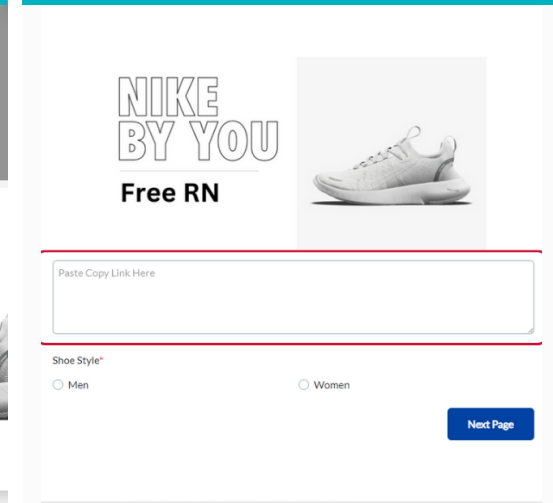 NIKE
BY YOU
Free RN
Paste Copy Link Here
Shoe Style*
Men
Women
Next Page